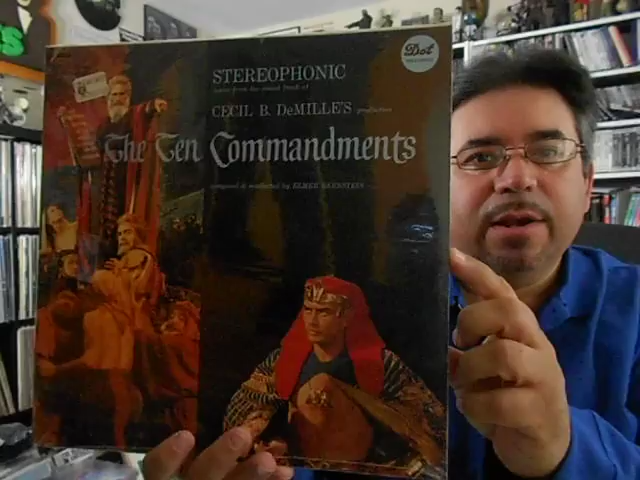 Dot
STEREOPHONIC
music from the sound track of
CECIL B. DeMILLE'S production
The Ten Commandments
composed & conducted by ELMER BERNSTEIN